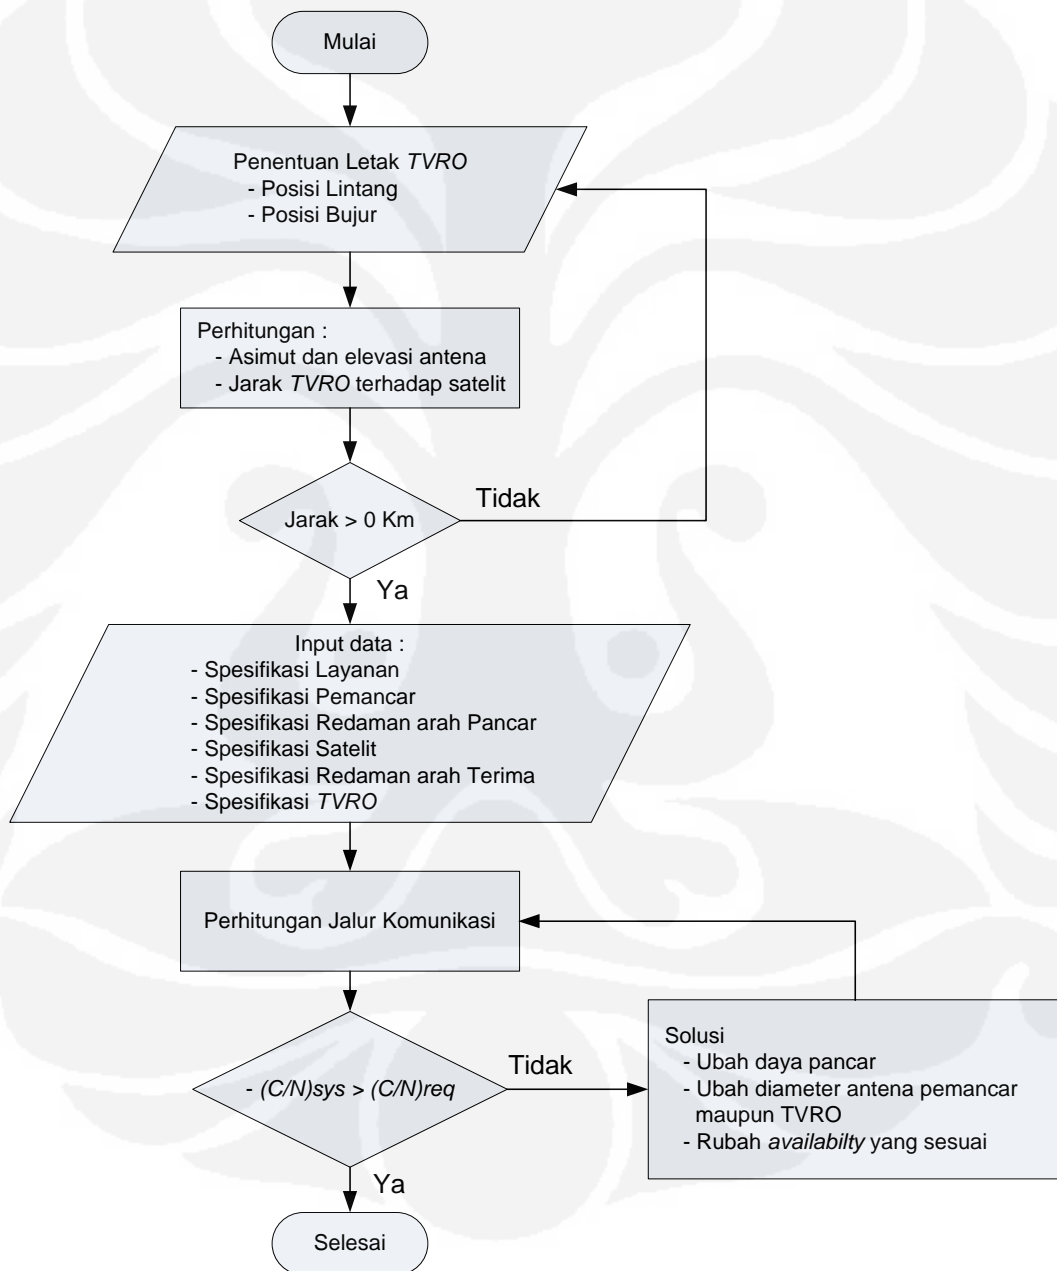 Mulai
Penentuan Letak TVRO
- Posisi Lintang
- Posisi Bujur
Perhitungan :
- Asimut dan elevasi antena
- Jarak TVRO terhadap satelit
Jarak > 0 Km
Tidak
Ya
Input data :
- Spesifikasi Layanan
- Spesifikasi Pemancar
- Spesifikasi Redaman arah Pancar
- Spesifikasi Satelit
- Spesifikasi Redaman arah Terima
- Spesifikasi TVRO
Perhitungan Jalur Komunikasi
- (C/N)sys > (C/N)req
Tidak
Solusi
- Ubah daya pancar
- Ubah diameter antena pemancar
maupun TVRO
- Rubah availabilty yang sesuai
Ya
Selesai